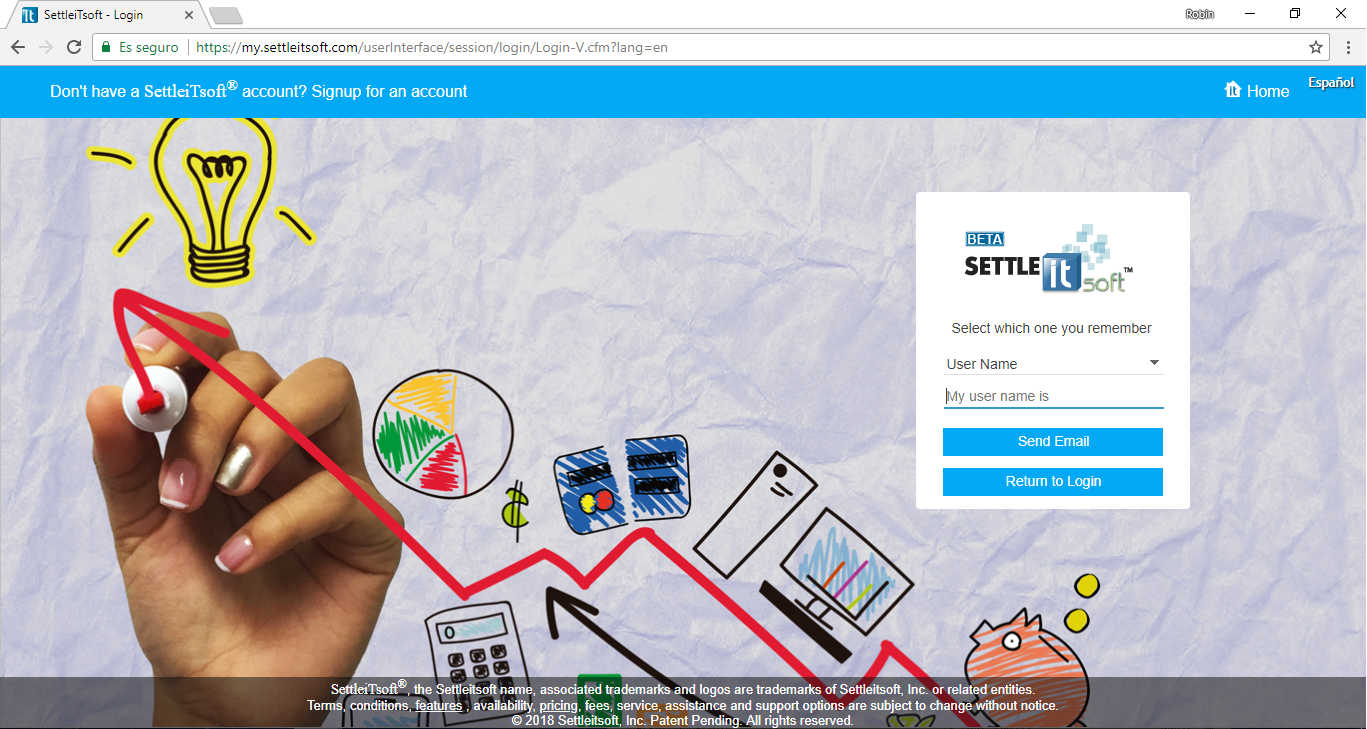 SettleiTsoft - Login
Robin
Es seguro
https://my.settleitsoft.com/userInterface/session/login/Login-V.cfm?lang=en
Don't have a SettleiTsoft® account? Signup for an account
it Home
Español
BETA
SETTLE it soft™
Select which one you remember
User Name
My user name is
Send Email
Return to Login
0
SettleiTsoft®, the Settleitsoft name, associated trademarks and logos are trademarks of Settleitsoft, Inc. or related entities.
Terms, conditions, features , availability, pricing, fees, service, assistance and support options are subject to change without notice.
© 2018 Settleitsoft, Inc. Patent Pending. All rights reserved.